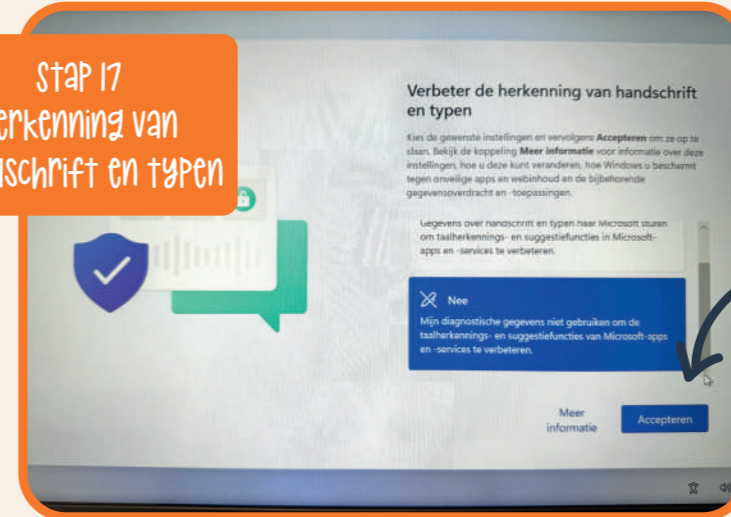 Stap 17
erkenning van
dschrift en typen
Verbeter de herkenning van handschrift
en typen
Kies de gewenste instellingen en vervolgens Accepteren om ze op te
slaan. Bekijk de koppeling Meer informatie voor informatie over deze
instellingen, hoe u deze kunt veranderen, hoe Windows u beschermt
tegen onveilige apps en webinhoud en de bijbehorende
gegevensoverdracht en -toepassingen.
Gegevens over handschrift en typen naar Microsoft sturen
om taalherkennings- en suggestiefuncties in Microsoft-
apps en -services te verbeteren.
Nee
Mijn diagnostische gegevens niet gebruiken om de
taalherkennings- en suggestiefuncties van Microsoft-apps
en -services te verbeteren.
Meer
informatie
Accepteren